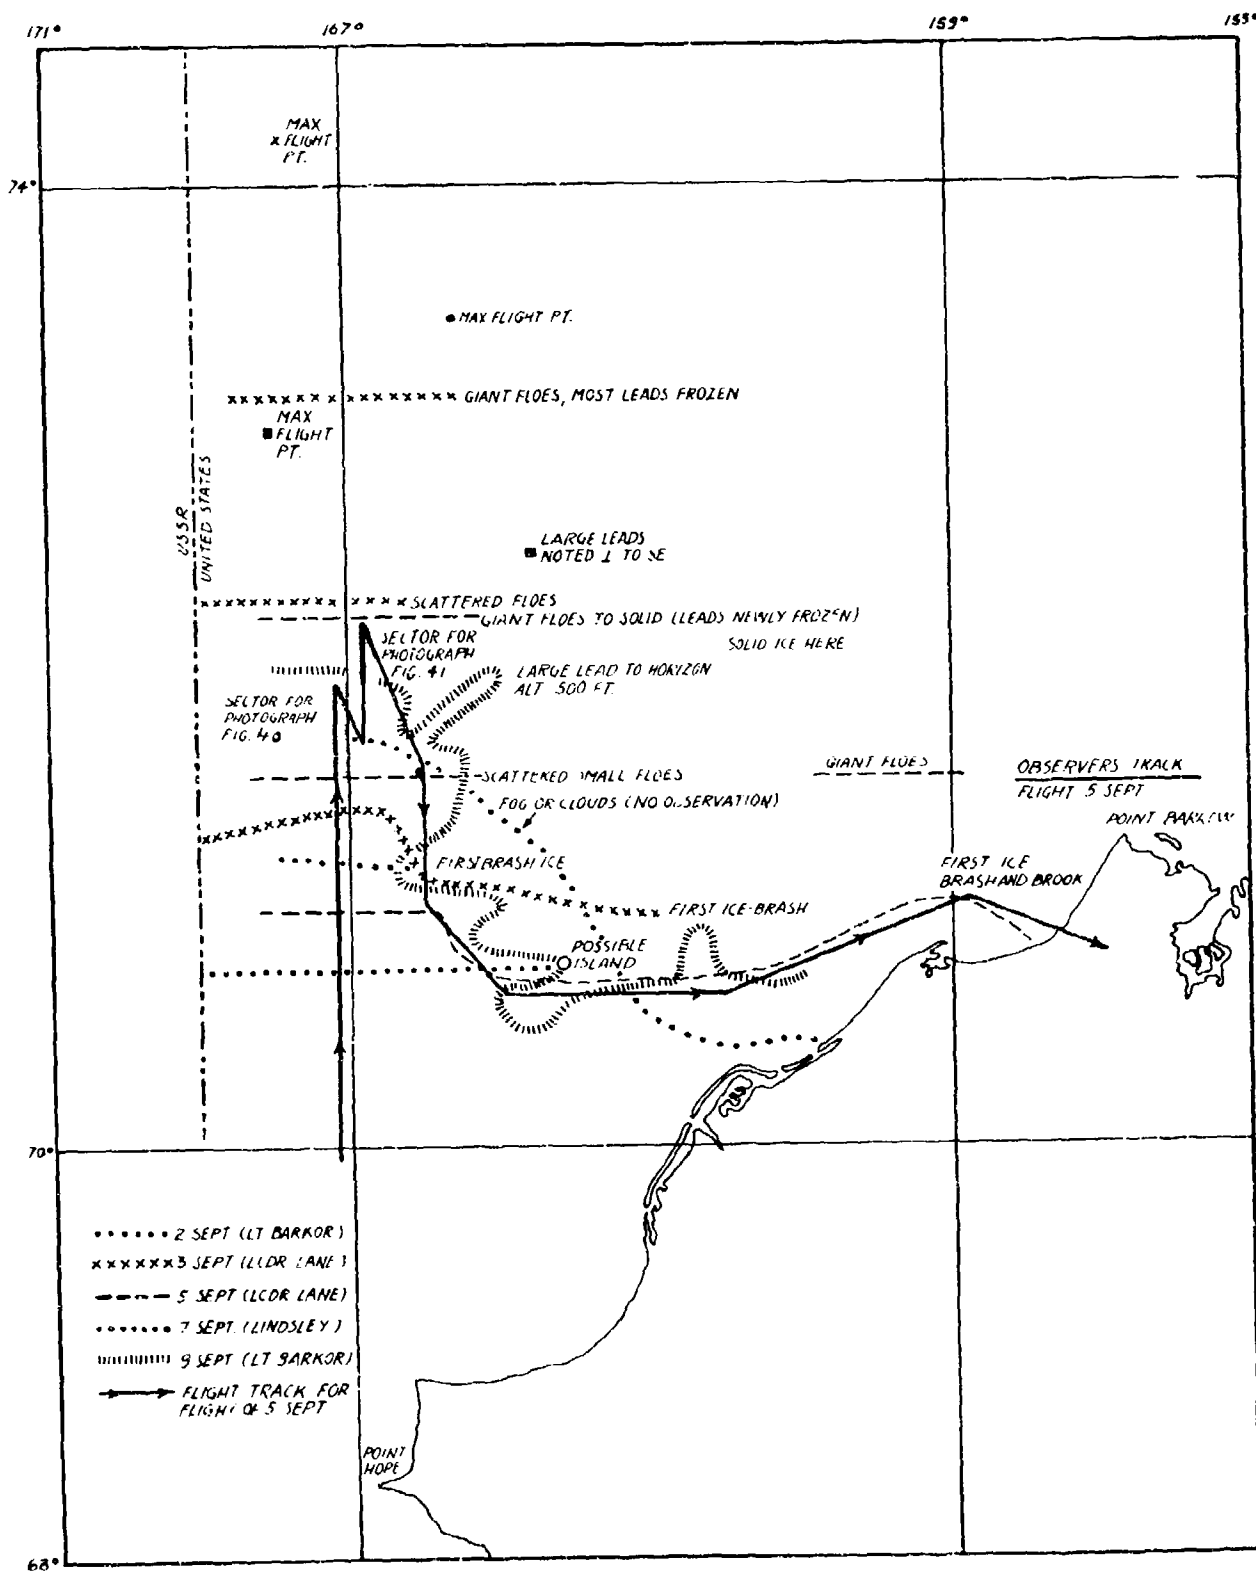 171°
167°
159°
155°
MAX
x FLIGHT
PT.
74°
MAX FLIGHT PT.
GIANT FLOES, MOST LEADS FROZEN
MAX
FLIGHT
PT.
USSR
UNITED STATES
LARGE LEADS
NOTED ⊥ TO SE
SCATTERED FLOES
GIANT FLOES TO SOLID (LEADS NEWLY FROZEN)
SOLID ICE HERE
SECTOR FOR
PHOTOGRAPH
FIG. 41
LARGE LEAD TO HORIZON
ALT 500 FT.
SECTOR FOR
PHOTOGRAPH
FIG. 40
SCATTERED SMALL FLOES
GIANT FLOES
OBSERVERS TRACK
FLIGHT 5 SEPT
FOG OR CLOUDS (NO OBSERVATION)
POINT BARROW
FIRST BRASH ICE
FIRST ICE
BRASH AND BROOK
FIRST ICE-BRASH
POSSIBLE
ISLAND
70°
2 SEPT (LT BARKOR)
3 SEPT (LCDR LANE)
5 SEPT (LCDR LANE)
7 SEPT. (LINDSLEY)
9 SEPT (LT BARKOR)
FLIGHT TRACK FOR
FLIGHT OF 5 SEPT
POINT
HOPE
68°